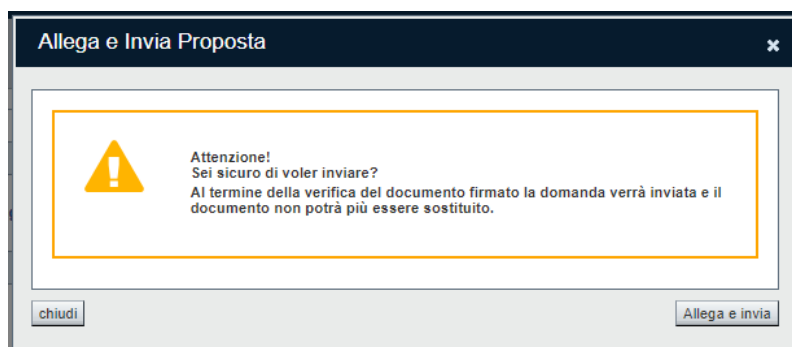 Allega e Invia Proposta
Attenzione!
Sei sicuro di voler inviare?
Al termine della verifica del documento firmato la domanda verrà inviata e il
documento non potrà più essere sostituito.
chiudi
Allega e invia